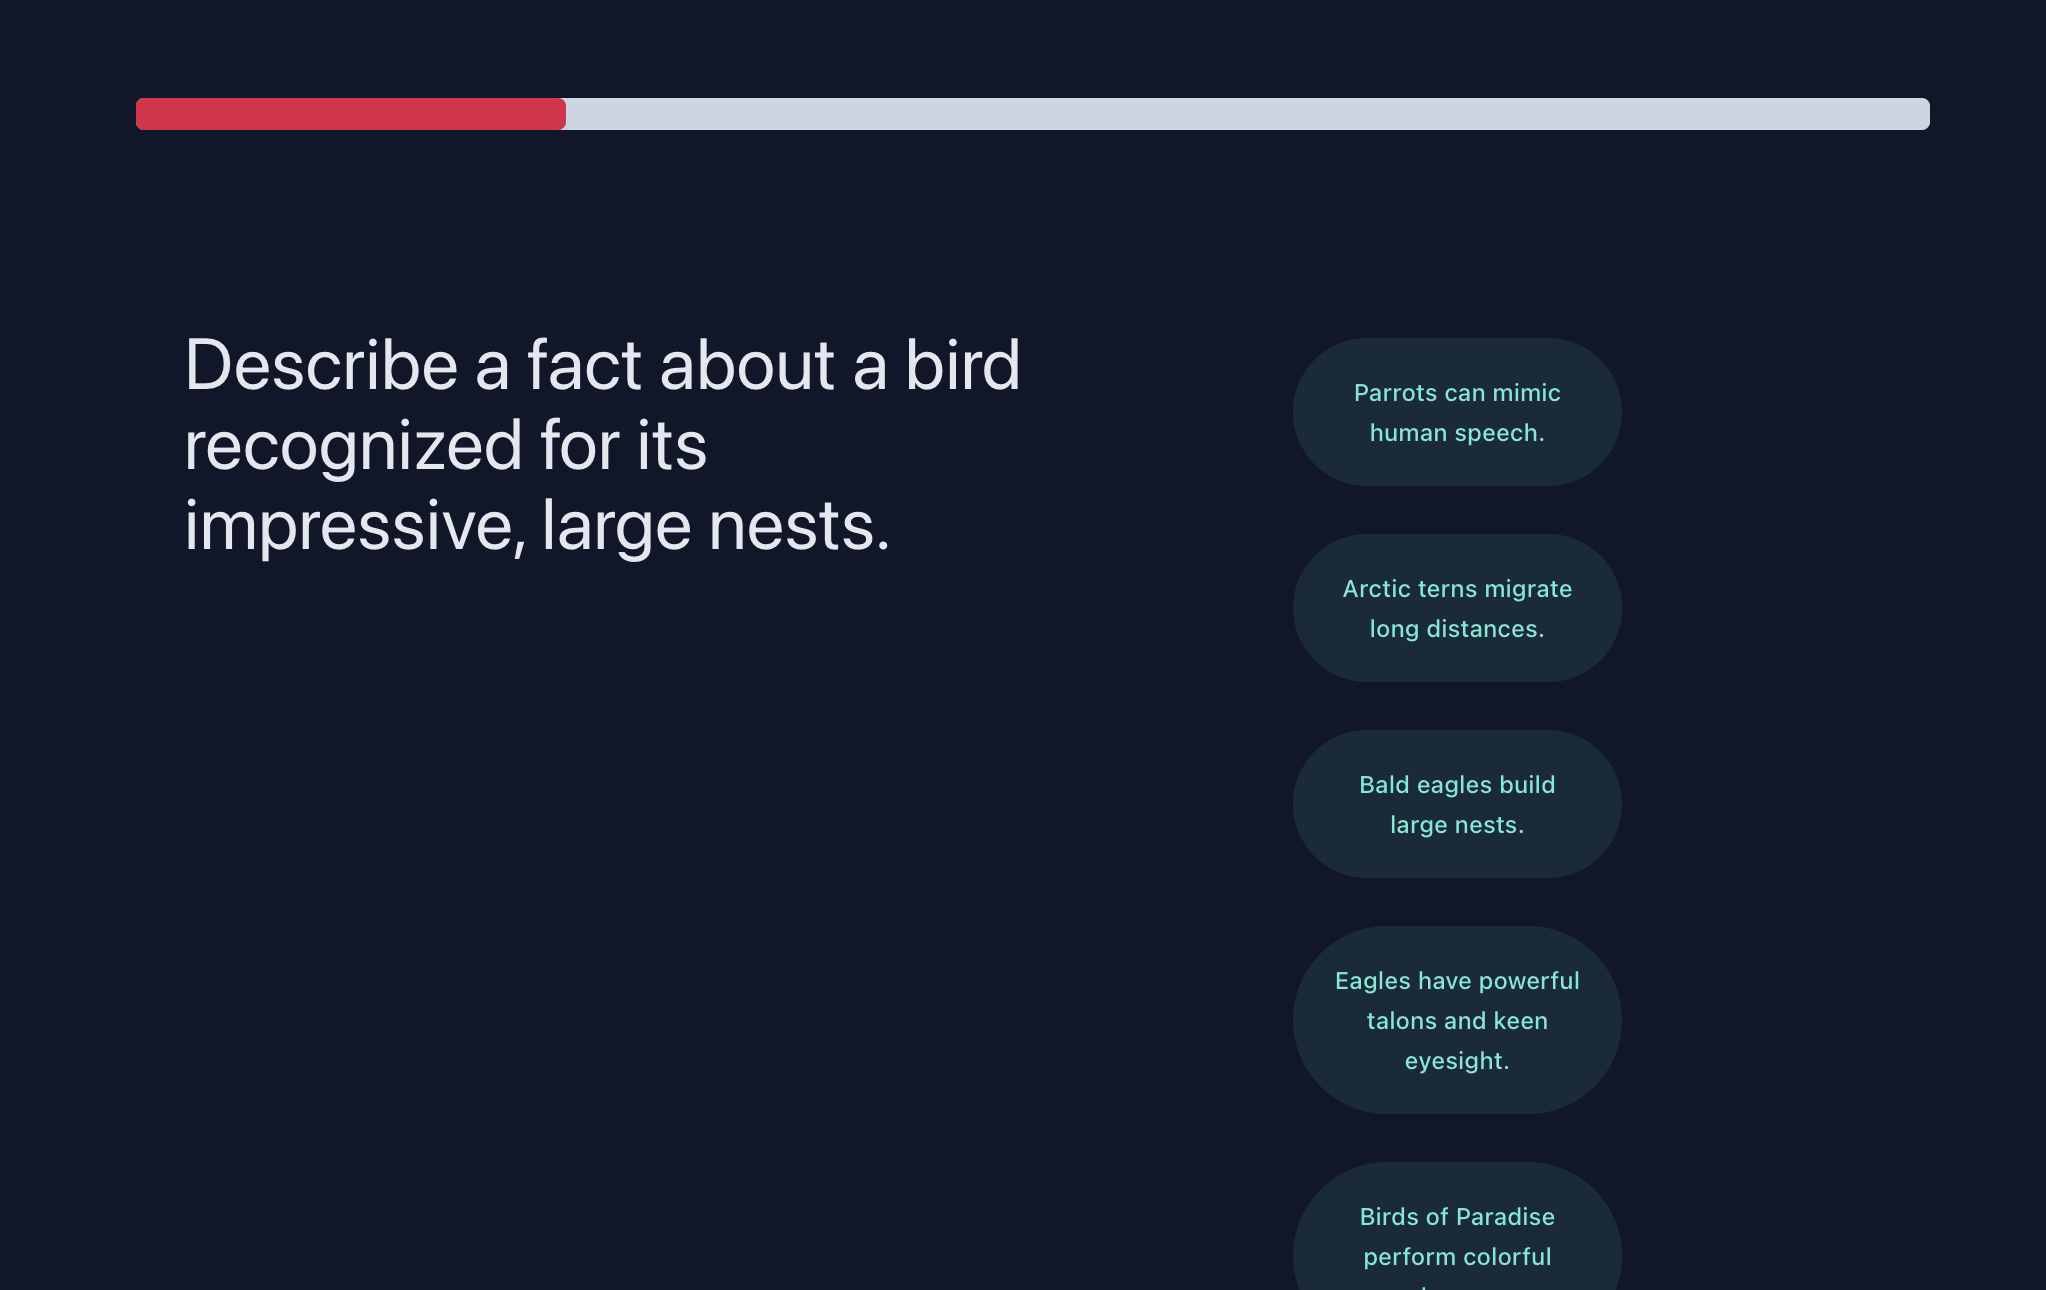 Describe a fact about a bird
recognized for its
impressive, large nests.
Parrots can mimic
human speech.
Arctic terns migrate
long distances.
Bald eagles build
large nests.
Eagles have powerful
talons and keen
eyesight.
Birds of Paradise
perform colorful